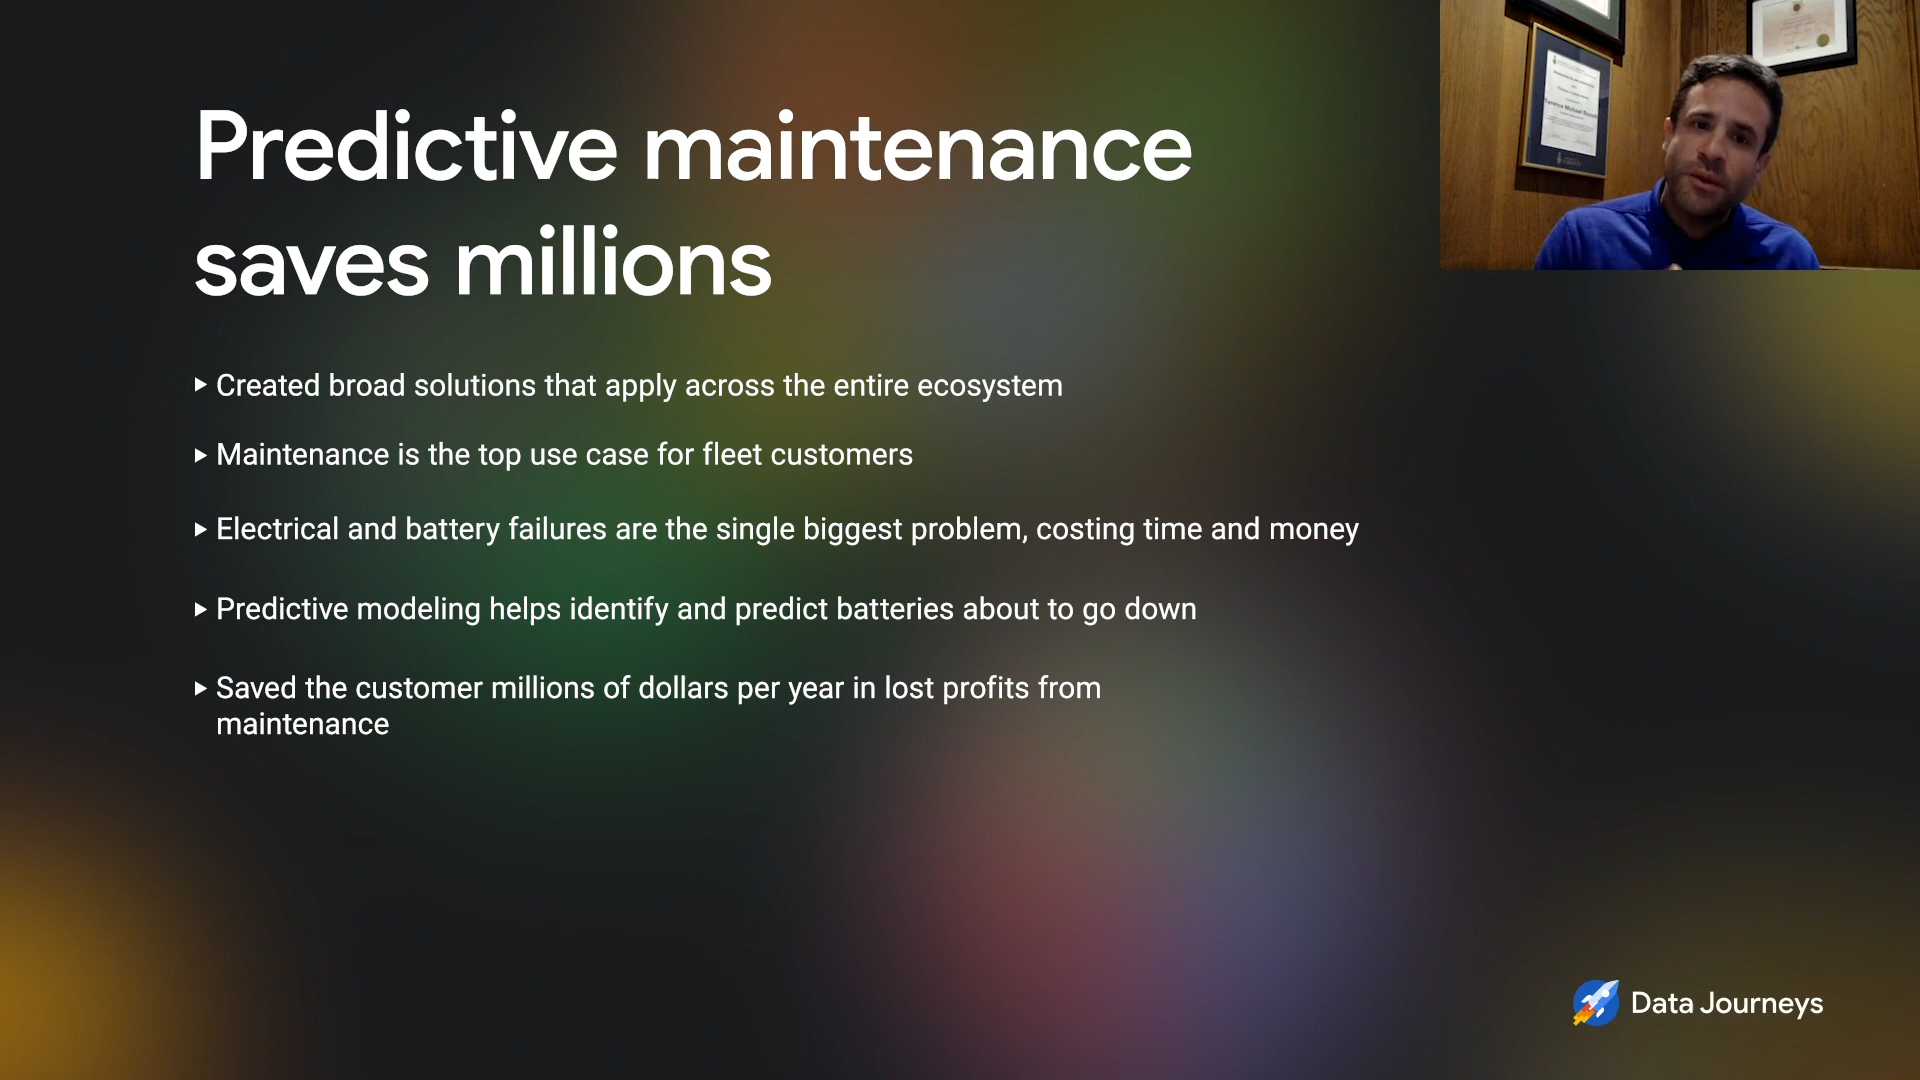 Predictive maintenance
saves millions
Created broad solutions that apply across the entire ecosystem
Maintenance is the top use case for fleet customers
Electrical and battery failures are the single biggest problem, costing time and money
Predictive modeling helps identify and predict batteries about to go down
Saved the customer millions of dollars per year in lost profits from
maintenance
Data Journeys